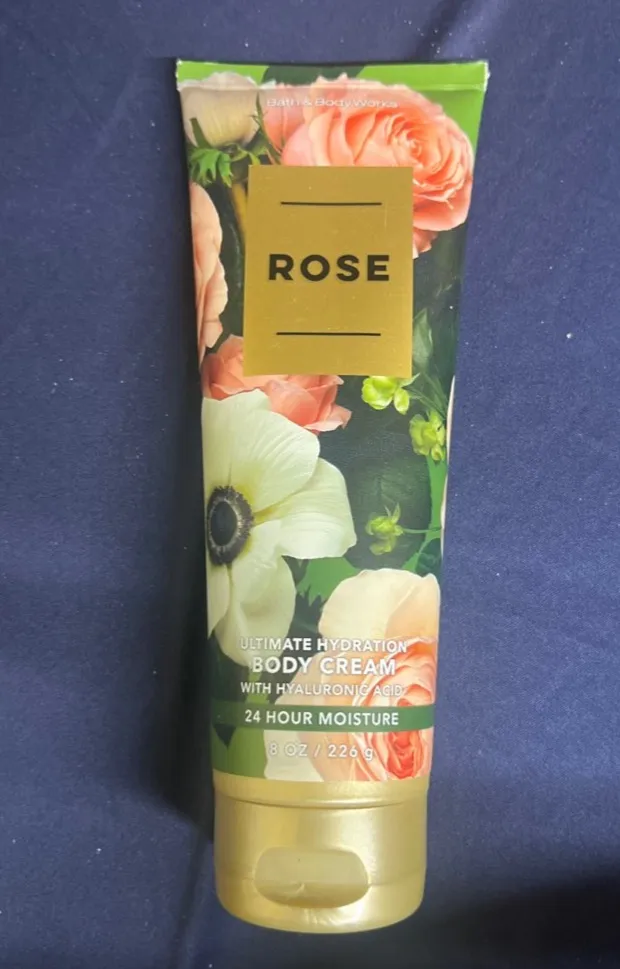 Bath & Body Works
ROSE
ULTIMATE HYDRATION
BODY CREAM
WITH HYALURONIC ACID
24 HOUR MOISTURE
8 OZ / 226 g